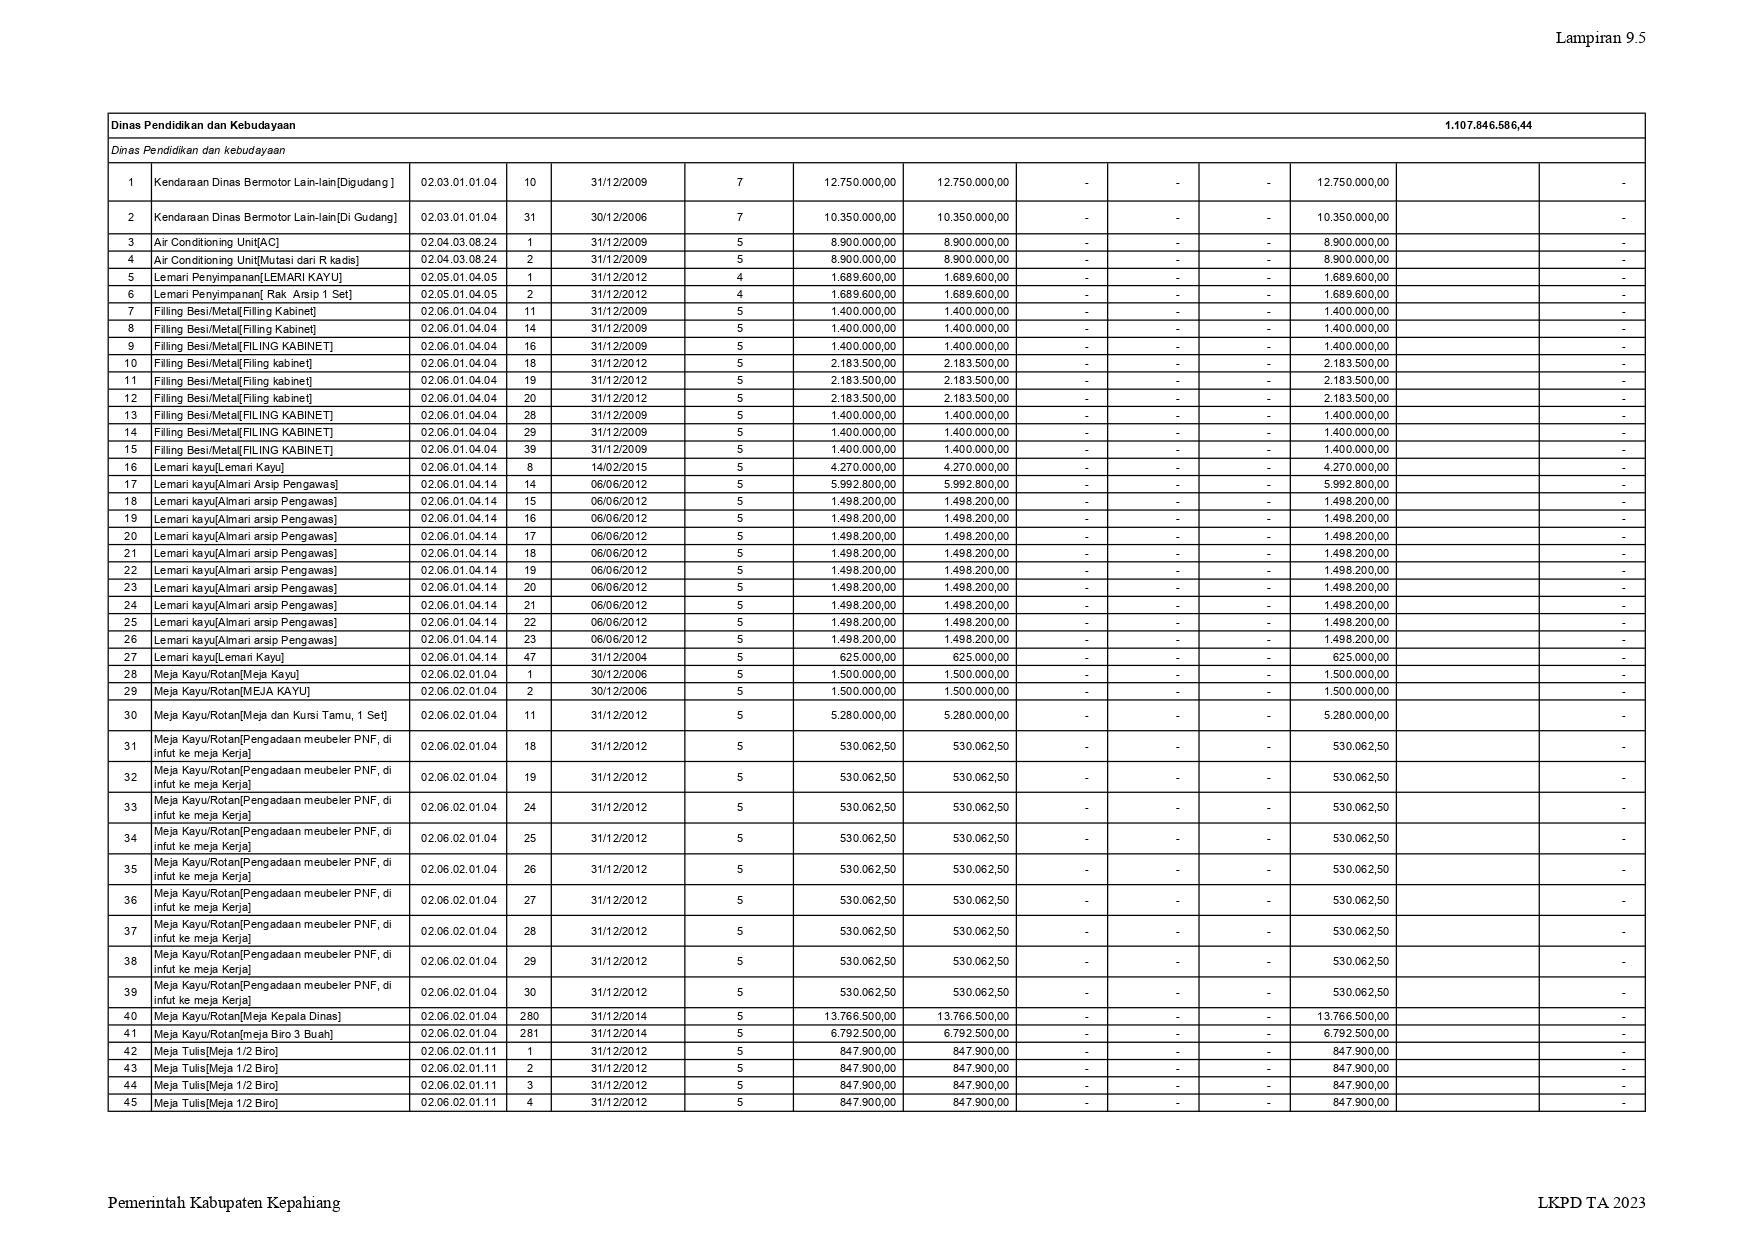 Lampiran 9.5
Dinas Pendidikan dan Kebudayaan 1.107.846.586,44
Dinas Pendidikan dan kebudayaan
1 Kendaraan Dinas Bermotor Lain-lain[Digudang ] 02.03.01.01.04 10 31/12/2009 7 12.750.000,00 12.750.000,00 - - - 12.750.000,00 -
2 Kendaraan Dinas Bermotor Lain-lain[Di Gudang] 02.03.01.01.04 31 30/12/2006 7 10.350.000,00 10.350.000,00 - - - 10.350.000,00 -
3 Air Conditioning Unit[AC] 02.04.03.08.24 1 31/12/2009 5 8.900.000,00 8.900.000,00 - - - 8.900.000,00 -
4 Air Conditioning Unit[Mutasi dari R kadis] 02.04.03.08.24 2 31/12/2009 5 8.900.000,00 8.900.000,00 - - - 8.900.000,00 -
5 Lemari Penyimpanan[LEMARI KAYU] 02.05.01.04.05 1 31/12/2012 4 1.689.600,00 1.689.600,00 - - - 1.689.600,00 -
6 Lemari Penyimpanan[ Rak  Arsip 1 Set] 02.05.01.04.05 2 31/12/2012 4 1.689.600,00 1.689.600,00 - - - 1.689.600,00 -
7 Filling Besi/Metal[Filling Kabinet] 02.06.01.04.04 11 31/12/2009 5 1.400.000,00 1.400.000,00 - - - 1.400.000,00 -
8 Filling Besi/Metal[Filling Kabinet] 02.06.01.04.04 14 31/12/2009 5 1.400.000,00 1.400.000,00 - - - 1.400.000,00 -
9 Filling Besi/Metal[FILING KABINET] 02.06.01.04.04 16 31/12/2009 5 1.400.000,00 1.400.000,00 - - - 1.400.000,00 -
10 Filling Besi/Metal[Filing kabinet] 02.06.01.04.04 18 31/12/2012 5 2.183.500,00 2.183.500,00 - - - 2.183.500,00 -
11 Filling Besi/Metal[Filing kabinet] 02.06.01.04.04 19 31/12/2012 5 2.183.500,00 2.183.500,00 - - - 2.183.500,00 -
12 Filling Besi/Metal[Filing kabinet] 02.06.01.04.04 20 31/12/2012 5 2.183.500,00 2.183.500,00 - - - 2.183.500,00 -
13 Filling Besi/Metal[FILING KABINET] 02.06.01.04.04 28 31/12/2009 5 1.400.000,00 1.400.000,00 - - - 1.400.000,00 -
14 Filling Besi/Metal[FILING KABINET] 02.06.01.04.04 29 31/12/2009 5 1.400.000,00 1.400.000,00 - - - 1.400.000,00 -
15 Filling Besi/Metal[FILING KABINET] 02.06.01.04.04 39 31/12/2009 5 1.400.000,00 1.400.000,00 - - - 1.400.000,00 -
16 Lemari kayu[Lemari Kayu] 02.06.01.04.14 8 14/02/2015 5 4.270.000,00 4.270.000,00 - - - 4.270.000,00 -
17 Lemari kayu[Almari Arsip Pengawas] 02.06.01.04.14 14 06/06/2012 5 5.992.800,00 5.992.800,00 - - - 5.992.800,00 -
18 Lemari kayu[Almari arsip Pengawas] 02.06.01.04.14 15 06/06/2012 5 1.498.200,00 1.498.200,00 - - - 1.498.200,00 -
19 Lemari kayu[Almari arsip Pengawas] 02.06.01.04.14 16 06/06/2012 5 1.498.200,00 1.498.200,00 - - - 1.498.200,00 -
20 Lemari kayu[Almari arsip Pengawas] 02.06.01.04.14 17 06/06/2012 5 1.498.200,00 1.498.200,00 - - - 1.498.200,00 -
21 Lemari kayu[Almari arsip Pengawas] 02.06.01.04.14 18 06/06/2012 5 1.498.200,00 1.498.200,00 - - - 1.498.200,00 -
22 Lemari kayu[Almari arsip Pengawas] 02.06.01.04.14 19 06/06/2012 5 1.498.200,00 1.498.200,00 - - - 1.498.200,00 -
23 Lemari kayu[Almari arsip Pengawas] 02.06.01.04.14 20 06/06/2012 5 1.498.200,00 1.498.200,00 - - - 1.498.200,00 -
24 Lemari kayu[Almari arsip Pengawas] 02.06.01.04.14 21 06/06/2012 5 1.498.200,00 1.498.200,00 - - - 1.498.200,00 -
25 Lemari kayu[Almari arsip Pengawas] 02.06.01.04.14 22 06/06/2012 5 1.498.200,00 1.498.200,00 - - - 1.498.200,00 -
26 Lemari kayu[Almari arsip Pengawas] 02.06.01.04.14 23 06/06/2012 5 1.498.200,00 1.498.200,00 - - - 1.498.200,00 -
27 Lemari kayu[Lemari Kayu] 02.06.01.04.14 47 31/12/2004 5 625.000,00 625.000,00 - - - 625.000,00 -
28 Meja Kayu/Rotan[Meja Kayu] 02.06.02.01.04 1 30/12/2006 5 1.500.000,00 1.500.000,00 - - - 1.500.000,00 -
29 Meja Kayu/Rotan[MEJA KAYU] 02.06.02.01.04 2 30/12/2006 5 1.500.000,00 1.500.000,00 - - - 1.500.000,00 -
30 Meja Kayu/Rotan[Meja dan Kursi Tamu, 1 Set] 02.06.02.01.04 11 31/12/2012 5 5.280.000,00 5.280.000,00 - - - 5.280.000,00 -
31 Meja Kayu/Rotan[Pengadaan meubeler PNF, di
infut ke meja Kerja] 02.06.02.01.04 18 31/12/2012 5 530.062,50 530.062,50 - - - 530.062,50 -
32 Meja Kayu/Rotan[Pengadaan meubeler PNF, di
infut ke meja Kerja] 02.06.02.01.04 19 31/12/2012 5 530.062,50 530.062,50 - - - 530.062,50 -
33 Meja Kayu/Rotan[Pengadaan meubeler PNF, di
infut ke meja Kerja] 02.06.02.01.04 24 31/12/2012 5 530.062,50 530.062,50 - - - 530.062,50 -
34 Meja Kayu/Rotan[Pengadaan meubeler PNF, di
infut ke meja Kerja] 02.06.02.01.04 25 31/12/2012 5 530.062,50 530.062,50 - - - 530.062,50 -
35 Meja Kayu/Rotan[Pengadaan meubeler PNF, di
infut ke meja Kerja] 02.06.02.01.04 26 31/12/2012 5 530.062,50 530.062,50 - - - 530.062,50 -
36 Meja Kayu/Rotan[Pengadaan meubeler PNF, di
infut ke meja Kerja] 02.06.02.01.04 27 31/12/2012 5 530.062,50 530.062,50 - - - 530.062,50 -
37 Meja Kayu/Rotan[Pengadaan meubeler PNF, di
infut ke meja Kerja] 02.06.02.01.04 28 31/12/2012 5 530.062,50 530.062,50 - - - 530.062,50 -
38 Meja Kayu/Rotan[Pengadaan meubeler PNF, di
infut ke meja Kerja] 02.06.02.01.04 29 31/12/2012 5 530.062,50 530.062,50 - - - 530.062,50 -
39 Meja Kayu/Rotan[Pengadaan meubeler PNF, di
infut ke meja Kerja] 02.06.02.01.04 30 31/12/2012 5 530.062,50 530.062,50 - - - 530.062,50 -
40 Meja Kayu/Rotan[Meja Kepala Dinas] 02.06.02.01.04 280 31/12/2014 5 13.766.500,00 13.766.500,00 - - - 13.766.500,00 -
41 Meja Kayu/Rotan[meja Biro 3 Buah] 02.06.02.01.04 281 31/12/2014 5 6.792.500,00 6.792.500,00 - - - 6.792.500,00 -
42 Meja Tulis[Meja 1/2 Biro] 02.06.02.01.11 1 31/12/2012 5 847.900,00 847.900,00 - - - 847.900,00 -
43 Meja Tulis[Meja 1/2 Biro] 02.06.02.01.11 2 31/12/2012 5 847.900,00 847.900,00 - - - 847.900,00 -
44 Meja Tulis[Meja 1/2 Biro] 02.06.02.01.11 3 31/12/2012 5 847.900,00 847.900,00 - - - 847.900,00 -
45 Meja Tulis[Meja 1/2 Biro] 02.06.02.01.11 4 31/12/2012 5 847.900,00 847.900,00 - - - 847.900,00 -
Pemerintah Kabupaten Kepahiang LKPD TA 2023